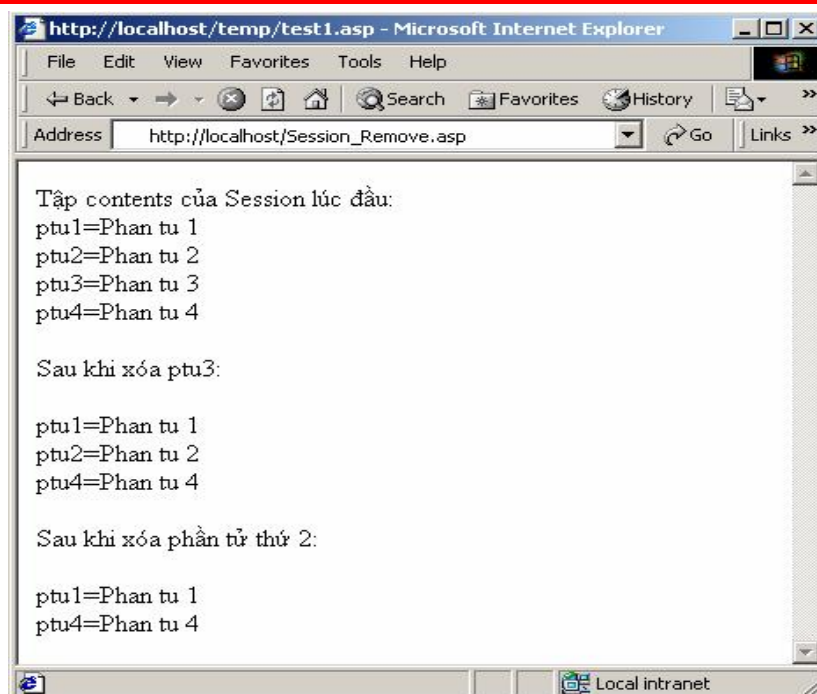 http://localhost/temp/test1.asp - Microsoft Internet Explorer
File Edit View Favorites Tools Help
Back Search Favorites History »
Address http://localhost/Session_Remove.asp Go Links »
Tập contents của Session lúc đầu:
ptu1=Phan tu 1
ptu2=Phan tu 2
ptu3=Phan tu 3
ptu4=Phan tu 4
Sau khi xóa ptu3:
ptu1=Phan tu 1
ptu2=Phan tu 2
ptu4=Phan tu 4
Sau khi xóa phần tử thứ 2:
ptu1=Phan tu 1
ptu4=Phan tu 4
Local intranet